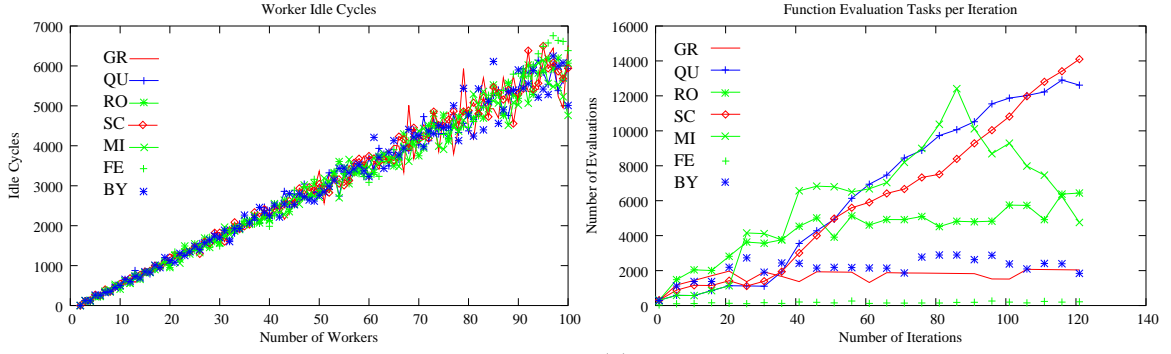 Worker Idle Cycles
7000
6000
5000
4000
3000
2000
1000
0
Idle Cycles
GR
QU
RO
SC
MI
FE
BY
0 10 20 30 40 50 60 70 80 90 100
Number of Workers
Function Evaluation Tasks per Iteration
16000
14000
12000
10000
8000
6000
4000
2000
0
Number of Evaluations
GR
QU
RO
SC
MI
FE
BY
0 20 40 60 80 100 120 140
Number of Iterations